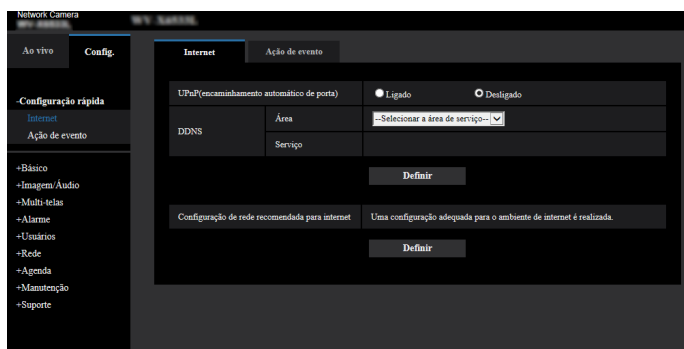 Network Camera
Ao vivo
Config.
-Configuração rápida
Internet
Ação de evento
+Básico
+Imagem/Áudio
+Multi-telas
+Alarme
+Usuários
+Rede
+Agenda
+Manutenção
+Suporte
Internet
Ação de evento
UPnP(encaminhamento automático de porta)
Ligado
Desligado
DDNS
Área
--Selecionar a área de serviço--
Serviço
Definir
Configuração de rede recomendada para internet
Uma configuração adequada para o ambiente de internet é realizada.
Definir